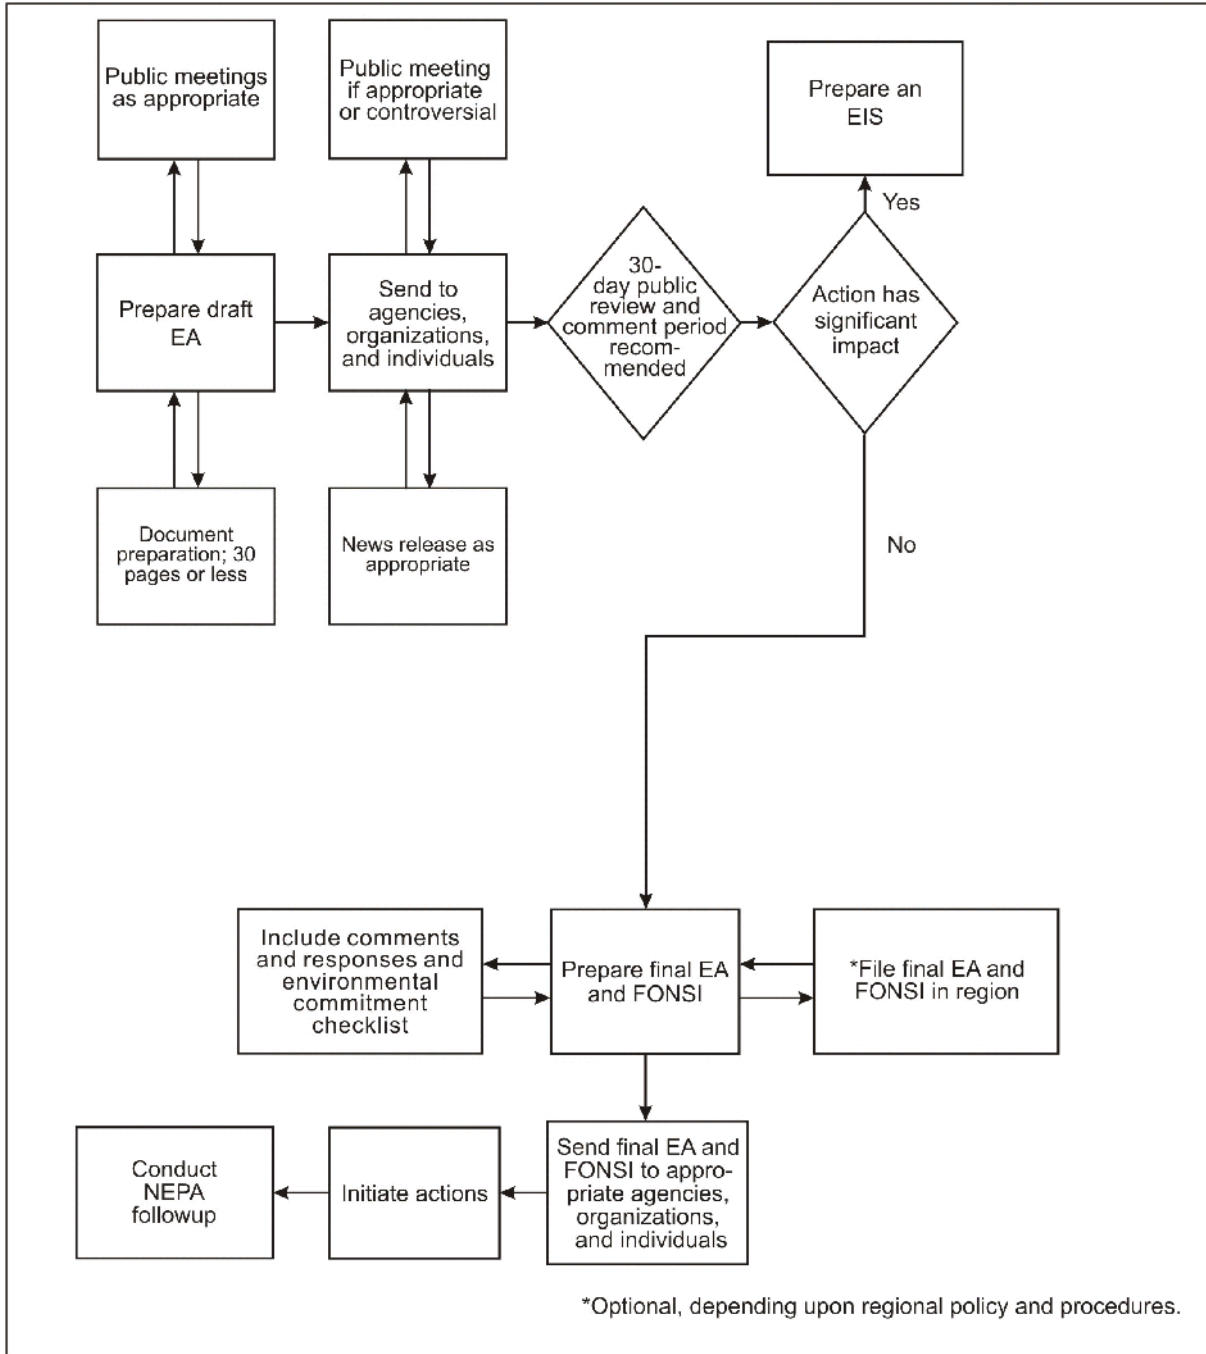 Public meetings
as appropriate
Public meeting
if appropriate
or controversial
Prepare an
EIS
Yes
Prepare draft
EA
Send to
agencies,
organizations,
and individuals
30-
day public
review and
comment period
recom-
mended
Action has
significant
impact
Document
preparation; 30
pages or less
News release as
appropriate
No
Include comments
and responses and
environmental
commitment
checklist
Prepare final EA
and FONSI
*File final EA and
FONSI in region
Conduct
NEPA
followup
Initiate actions
Send final EA and
FONSI to appro-
priate agencies,
organizations,
and individuals
*Optional, depending upon regional policy and procedures.